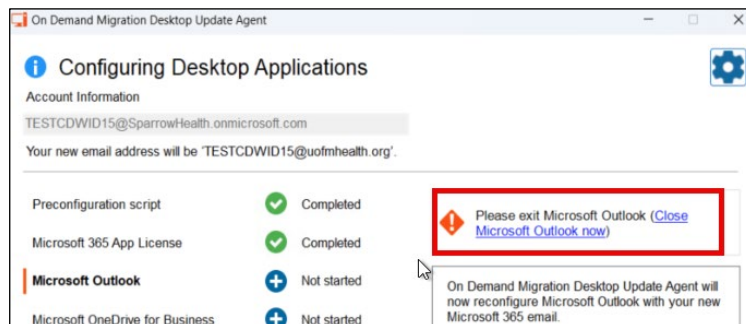 On Demand Migration Desktop Update Agent
Configuring Desktop Applications
Account Information
TESTCDWID15@SparrowHealth.onmicrosoft.com
Your new email address will be 'TESTCDWID15@uofmhealth.org'.
Preconfiguration script Completed
Microsoft 365 App License Completed
Microsoft Outlook Not started
Microsoft OneDrive for Business Not started
Please exit Microsoft Outlook (Close
Microsoft Outlook now)
On Demand Migration Desktop Update Agent will
now reconfigure Microsoft Outlook with your new
Microsoft 365 email.